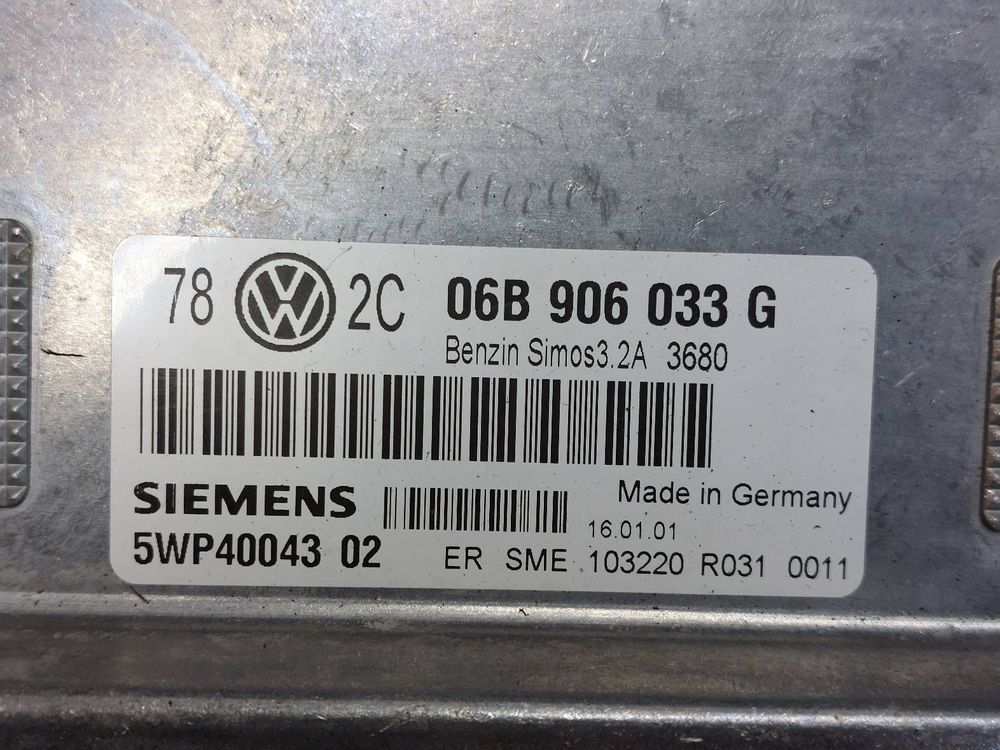 78 VW 2C 06B 906 033 G
Benzin Simos3.2A 3680
SIEMENS
Made in Germany
16.01.01
5WP40043 02
ER SME 103220 R031 0011